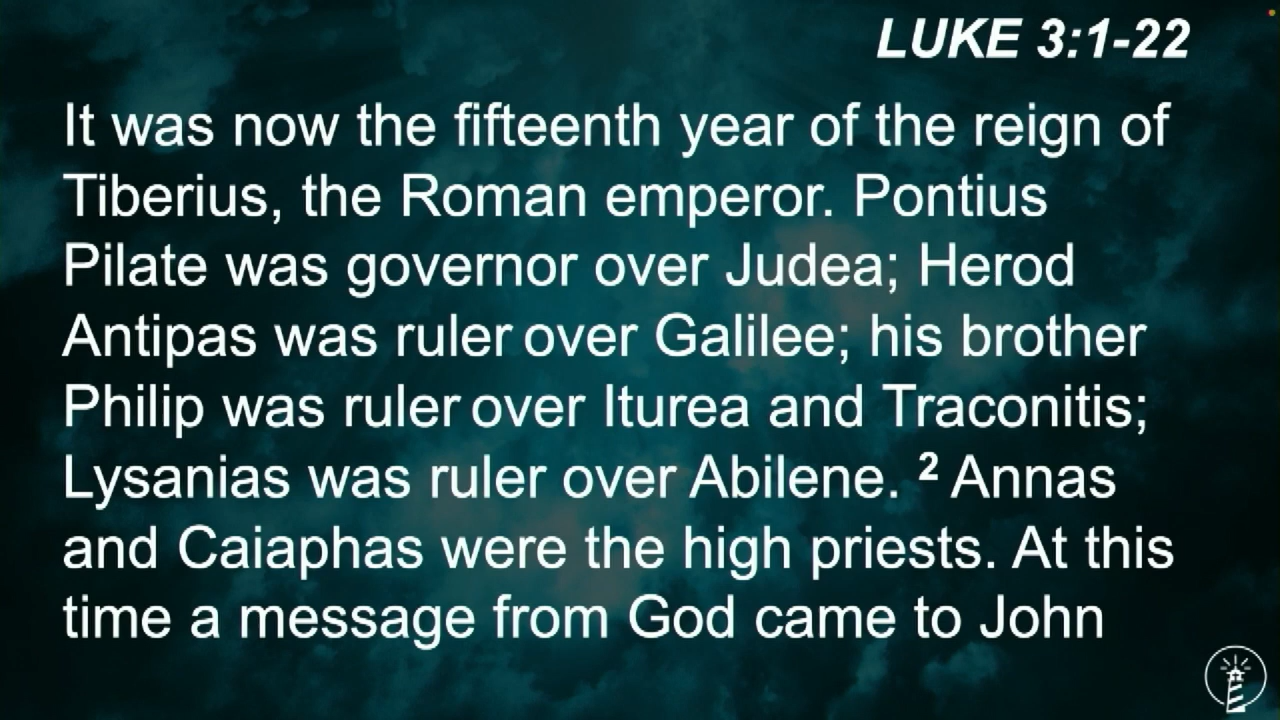 LUKE 3:1-22
It was now the fifteenth year of the reign of
Tiberius, the Roman emperor. Pontius
Pilate was governor over Judea; Herod
Antipas was ruler over Galilee; his brother
Philip was ruler over Iturea and Traconitis;
Lysanias was ruler over Abilene. ² Annas
and Caiaphas were the high priests. At this
time a message from God came to John